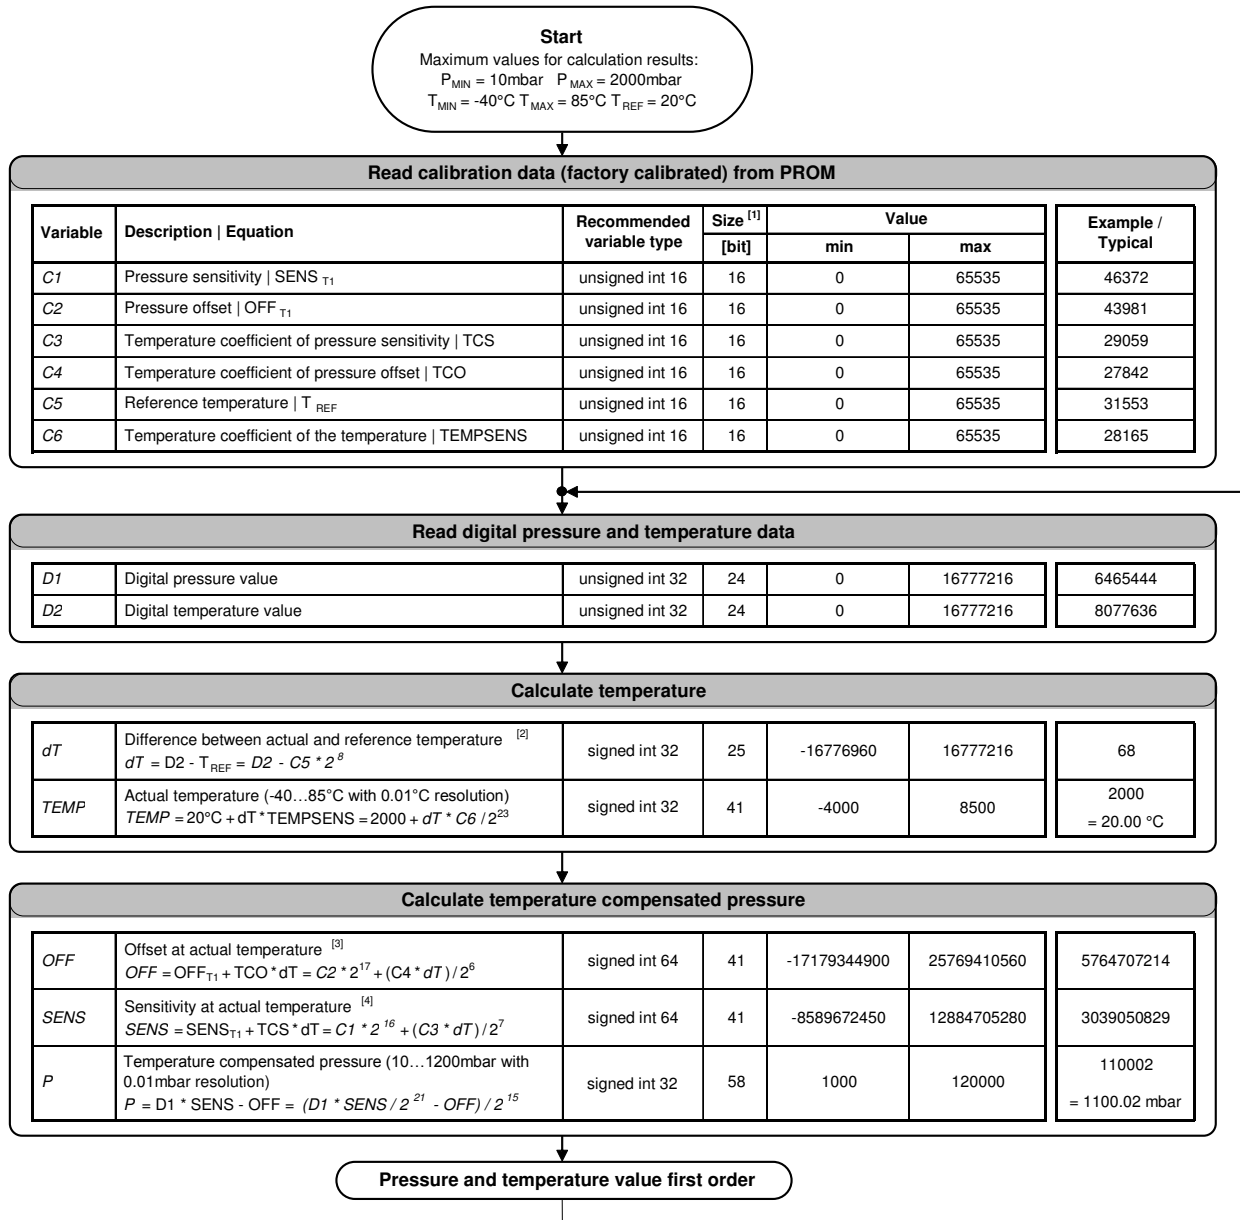 Start
Maximum values for calculation results:
P MIN = 10mbar P MAX = 2000mbar
T MIN = -40°C T MAX = 85°C T REF = 20°C
Read calibration data (factory calibrated) from PROM
Variable Description | Equation Recommended variable type Size [1] [bit] Value min max Example / Typical
C1 Pressure sensitivity | SENS T1 unsigned int 16 16 0 65535 46372
C2 Pressure offset | OFF T1 unsigned int 16 16 0 65535 43981
C3 Temperature coefficient of pressure sensitivity | TCS unsigned int 16 16 0 65535 29059
C4 Temperature coefficient of pressure offset | TCO unsigned int 16 16 0 65535 27842
C5 Reference temperature | T REF unsigned int 16 16 0 65535 31553
C6 Temperature coefficient of the temperature | TEMPSENS unsigned int 16 16 0 65535 28165
Read digital pressure and temperature data
D1 Digital pressure value unsigned int 32 24 0 16777216 6465444
D2 Digital temperature value unsigned int 32 24 0 16777216 8077636
Calculate temperature
dT Difference between actual and reference temperature [2] signed int 32 25 -16776960 16777216 68
dT = D2 - T REF = D2 - C5 * 2^8
TEMP Actual temperature (-40…85°C with 0.01°C resolution) signed int 32 41 -4000 8500 2000
TEMP = 20°C + dT * TEMPSENS = 2000 + dT * C6 / 2^23 = 20.00 °C
Calculate temperature compensated pressure
OFF Offset at actual temperature [3] signed int 64 41 -17179344900 25769410560 5764707214
OFF = OFF T1 + TCO * dT = C2 * 2^17 + (C4 * dT) / 2^6
SENS Sensitivity at actual temperature [4] signed int 64 41 -8589672450 12884705280 3039050829
SENS = SENS T1 + TCS * dT = C1 * 2^16 + (C3 * dT) / 2^7
P Temperature compensated pressure (10…1200mbar with signed int 32 58 1000 120000 110002
0.01mbar resolution)
P = D1 * SENS - OFF = (D1 * SENS / 2^21 - OFF) / 2^15 = 1100.02 mbar
Pressure and temperature value first order